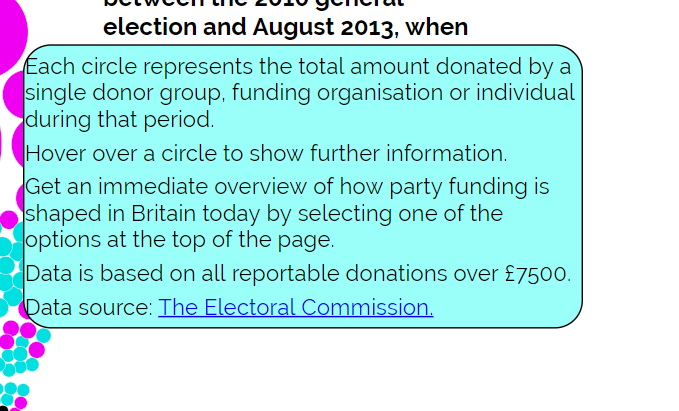 between the 2010 general
election and August 2013, when
Each circle represents the total amount donated by a
single donor group, funding organisation or individual
during that period.
Hover over a circle to show further information.
Get an immediate overview of how party funding is
shaped in Britain today by selecting one of the
options at the top of the page.
Data is based on all reportable donations over £7500.
Data source: The Electoral Commission.